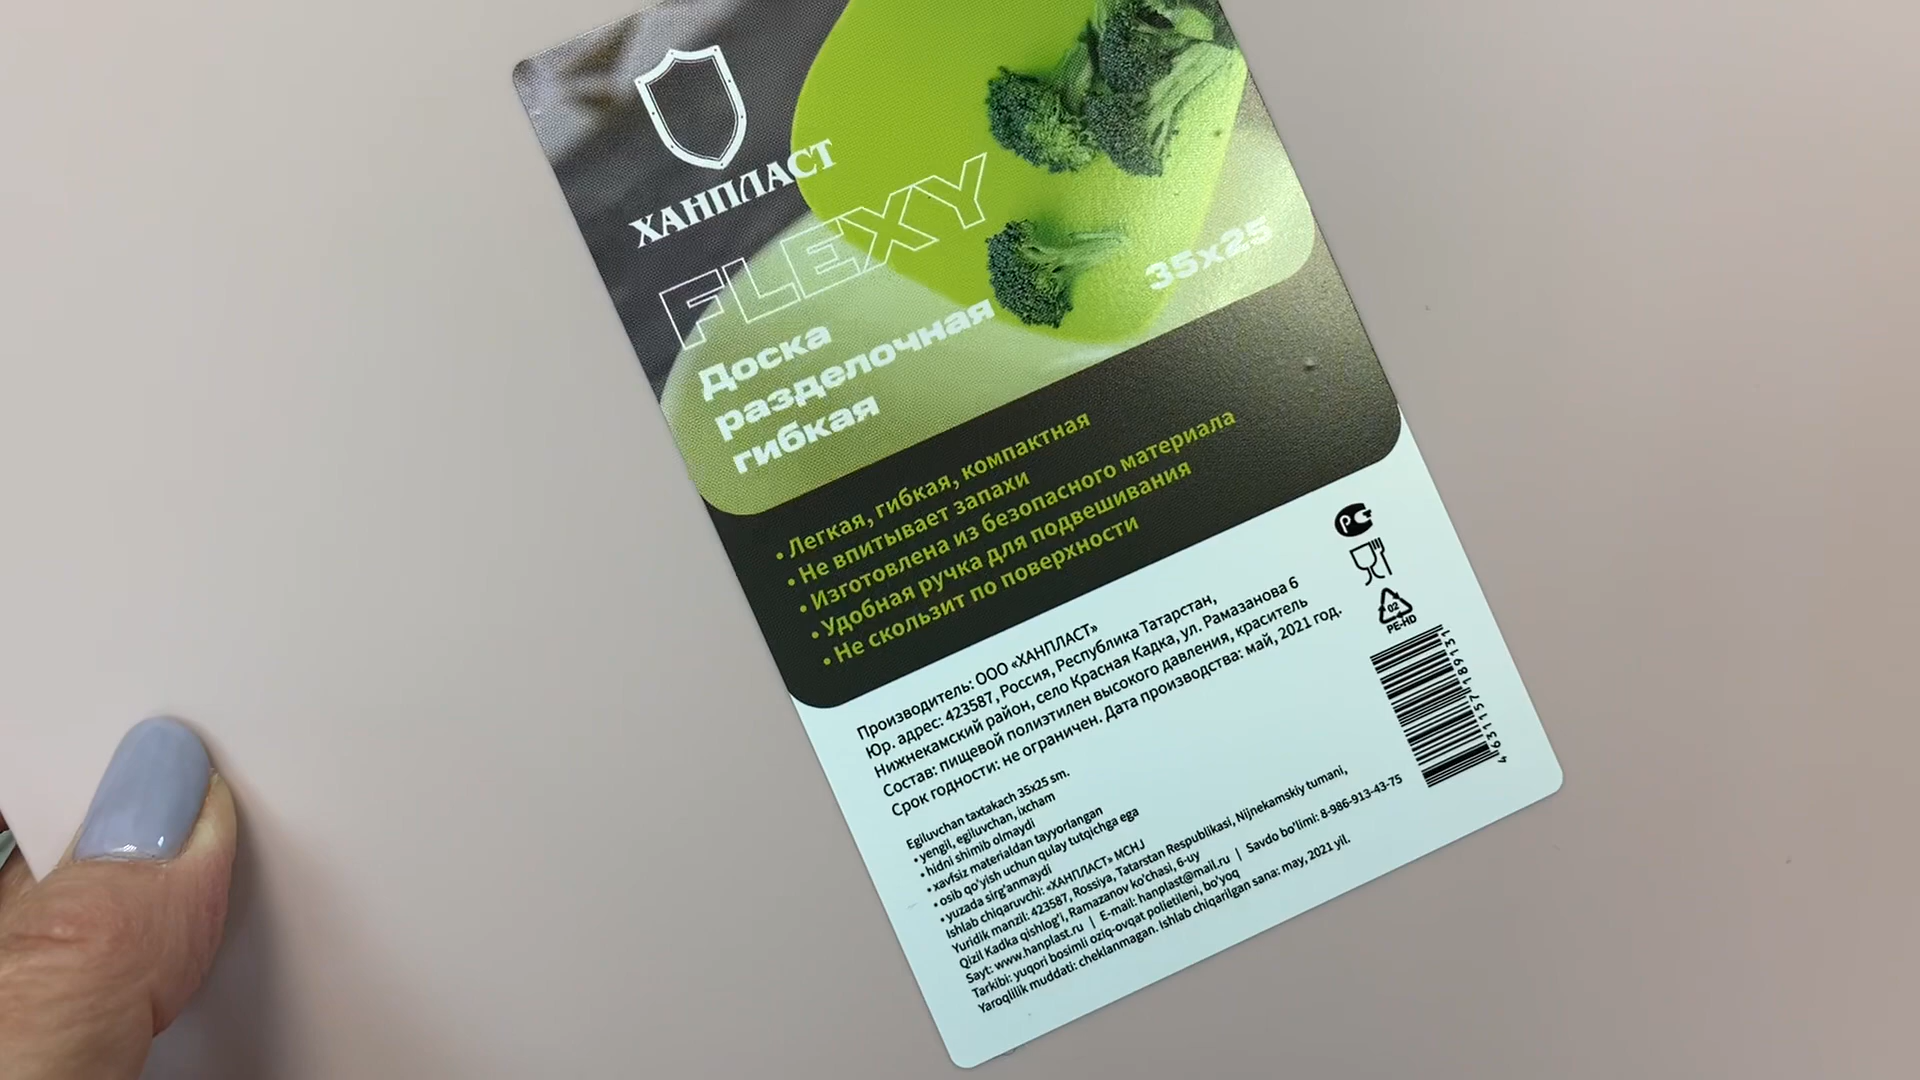 ХАНПЛАСТ
FLEXY
Доска
разделочная
гибкая
35x25
• Легкая, гибкая, компактная
• Не впитывает запахи
• Изготовлена из безопасного материала
• Удобная ручка для подвешивания
• Не скользит по поверхности
Производитель: ООО «ХАНПЛАСТ»
Юр. адрес: 423587, Россия, Республика Татарстан,
Нижнекамский район, село Красная Кадка, ул. Рамазанова 6
Состав: пищевой полиэтилен высокого давления, краситель
Срок годности: не ограничен. Дата производства: май, 2021 год.
РС
02
PE-HD
4631157189131
Egiluvchan taxtakach 35x25 sm.
• yengil, egiluvchan, ixcham
• hidni shimib olmaydi
• xavfsiz materialdan tayyorlangan
• osib qo'yish uchun qulay tutqichga ega
• yuzada sirg'anmaydi
Ishlab chiqaruvchi: «ХАНПЛАСТ» MCHJ
Yuridik manzil: 423587, Rossiya, Tatarstan Respublikasi, Nijnekamskiy tumani,
Qizil Kadka qishlog'i, Ramazanov ko'chasi, 6-uy
Sayt: www.hanplast.ru | E-mail: hanplast@mail.ru | Savdo bo'limi: 8-986-913-43-75
Tarkibi: yuqori bosimli oziq-ovqat polietileni, bo'yoq
Yaroqlilik muddati: cheklanmagan. Ishlab chiqarilgan sana: may, 2021 yil.